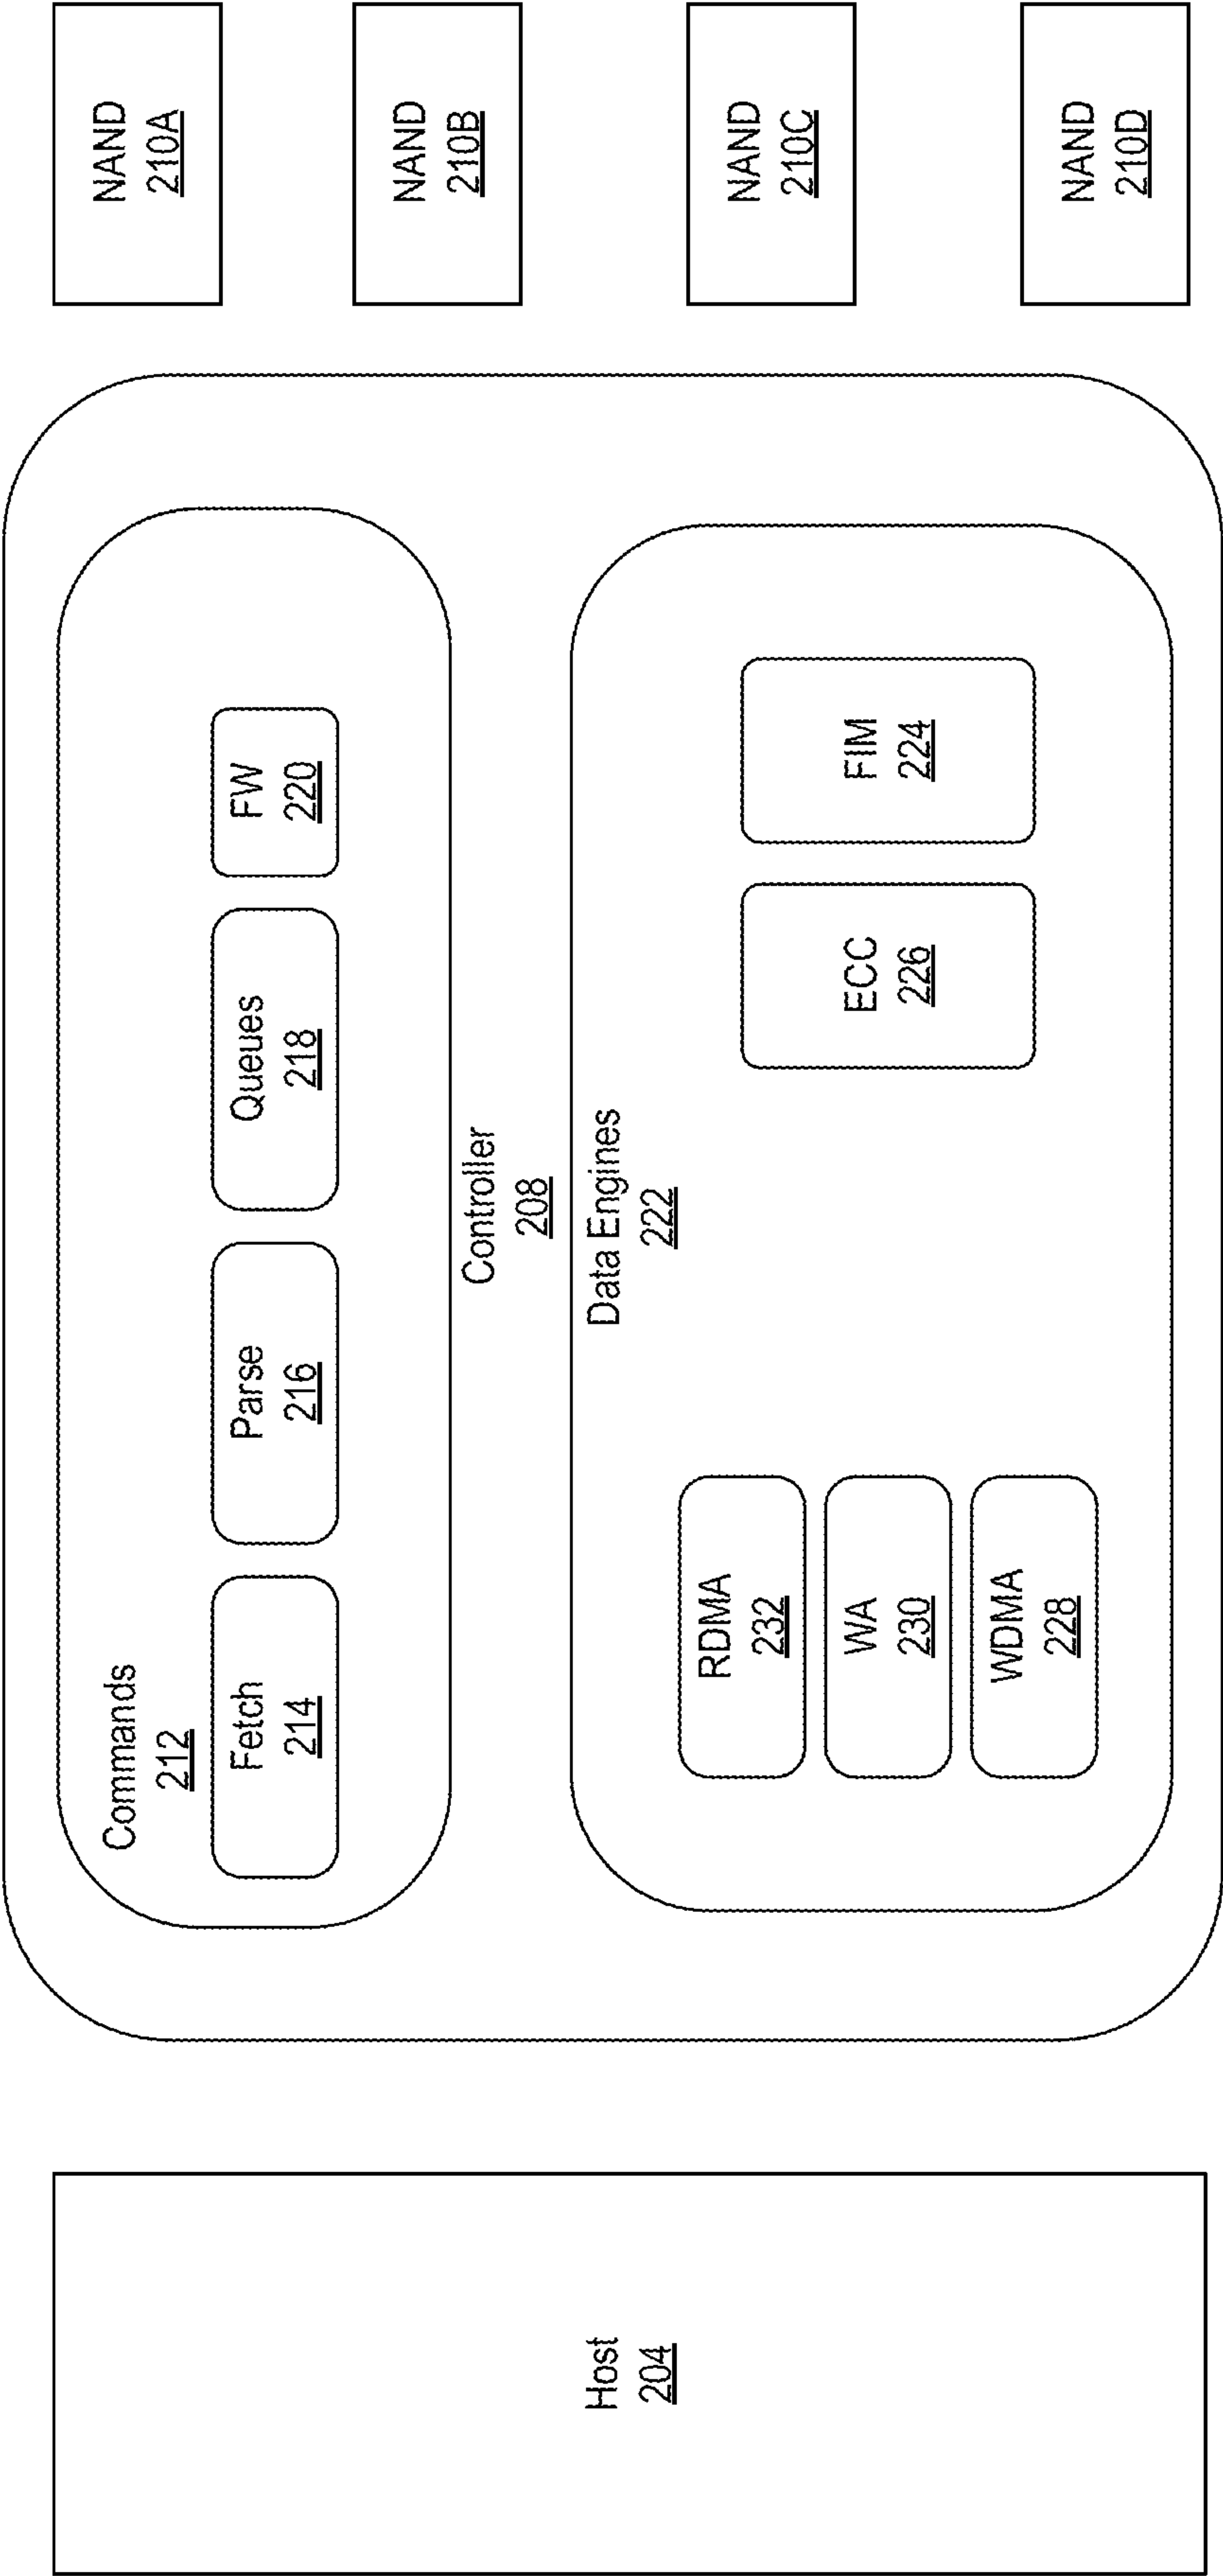 Host
204
Controller
208
Commands
212
Fetch
214
Parse
216
Queues
218
FW
220
Data Engines
222
RDMA
232
WA
230
WDMA
228
ECC
226
FIM
224
NAND
210A
NAND
210B
NAND
210C
NAND
210D